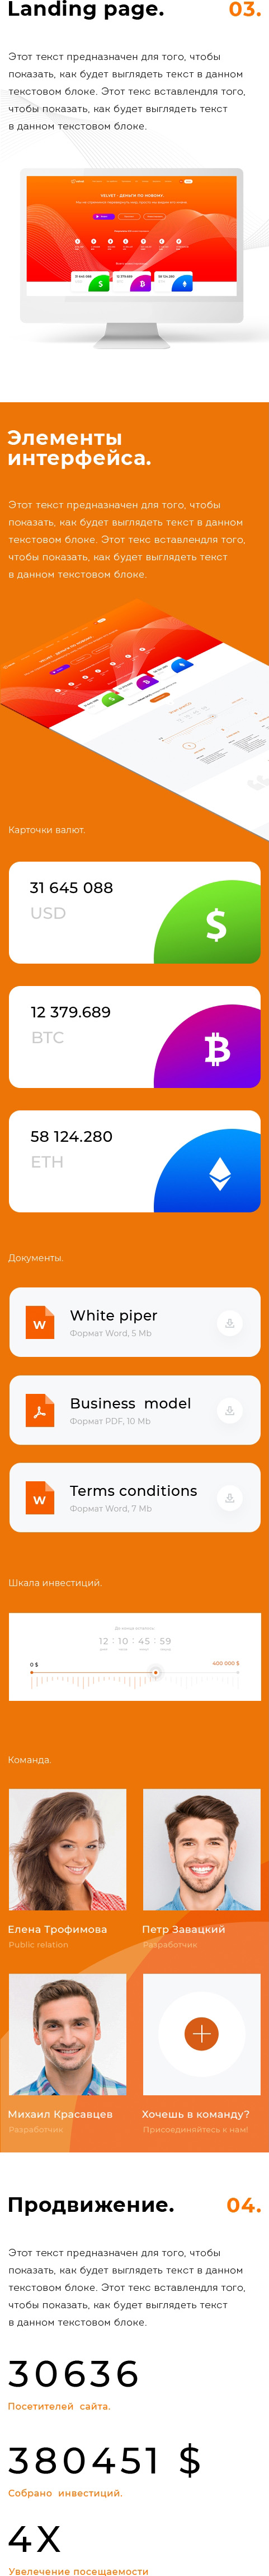 Landing page.
03.
Этот текст предназначен для того, чтобы
показать, как будет выглядеть текст в данном
текстовом блоке. Этот текс вставлендля того,
чтобы показать, как будет выглядеть текст
в данном текстовом блоке.
Элементы
интерфейса.
Этот текст предназначен для того, чтобы
показать, как будет выглядеть текст в данном
текстовом блоке. Этот текс вставлендля того,
чтобы показать, как будет выглядеть текст
в данном текстовом блоке.
Карточки валют.
31 645 088
USD
12 379.689
BTC
58 124.280
ETH
Документы.
White piper
Формат Word, 5 Mb
Business model
Формат PDF, 10 Mb
Terms conditions
Формат Word, 7 Mb
Шкала инвестиций.
12 : 10 : 45 : 59
0 $
400 000 $
Команда.
Елена Трофимова
Public relation
Петр Завацкий
Разработчик
Михаил Красавцев
Разработчик
Хочешь в команду?
Присоединяйтесь к нам!
Продвижение.
04.
Этот текст предназначен для того, чтобы
показать, как будет выглядеть текст в данном
текстовом блоке. Этот текс вставлендля того,
чтобы показать, как будет выглядеть текст
в данном текстовом блоке.
30636
Посетителей сайта.
380451 $
Собрано инвестиций.
4X
Увелечение посещаемости